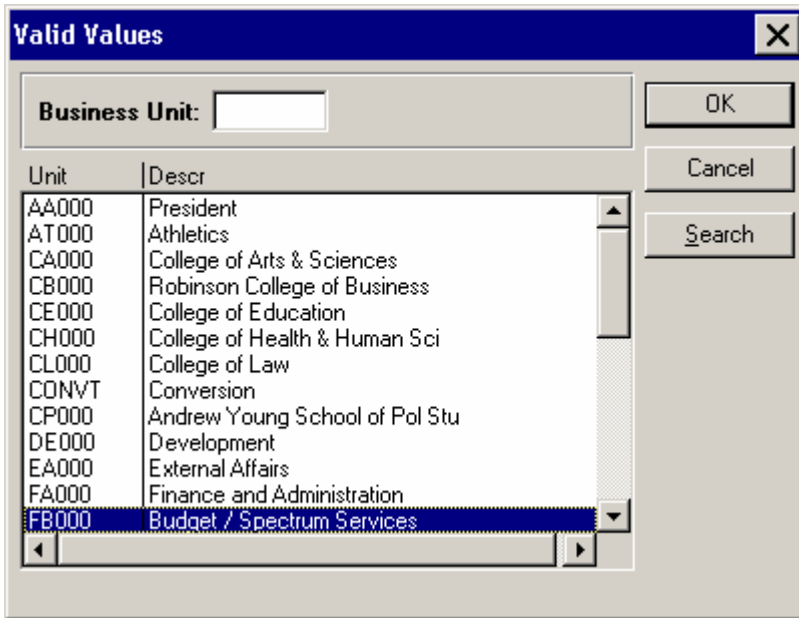 Valid Values
Business Unit:
OK
Cancel
Search
Unit Descr
AA000 President
AT000 Athletics
CA000 College of Arts & Sciences
CB000 Robinson College of Business
CE000 College of Education
CH000 College of Health & Human Sci
CL000 College of Law
CONVT Conversion
CP000 Andrew Young School of Pol Stu
DE000 Development
EA000 External Affairs
FA000 Finance and Administration
FB000 Budget / Spectrum Services